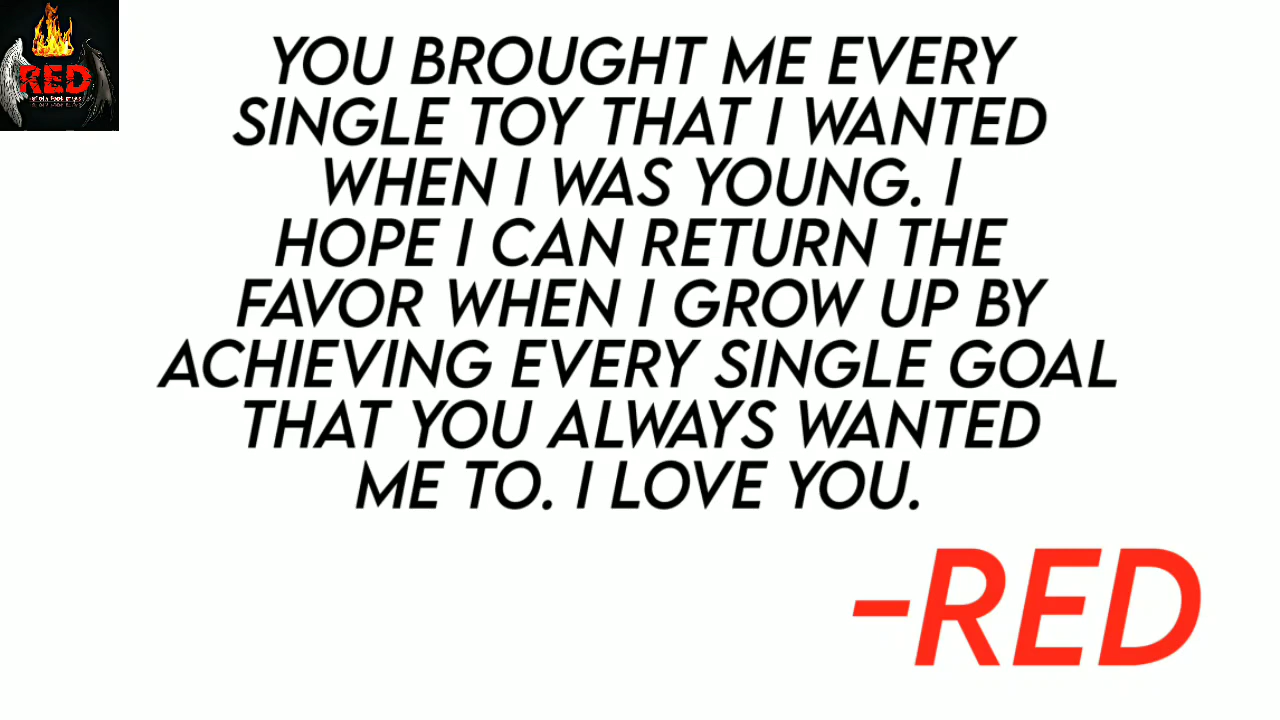 RED
YOU BROUGHT ME EVERY
SINGLE TOY THAT I WANTED
WHEN I WAS YOUNG. I
HOPE I CAN RETURN THE
FAVOR WHEN I GROW UP BY
ACHIEVING EVERY SINGLE GOAL
THAT YOU ALWAYS WANTED
ME TO. I LOVE YOU.
-RED